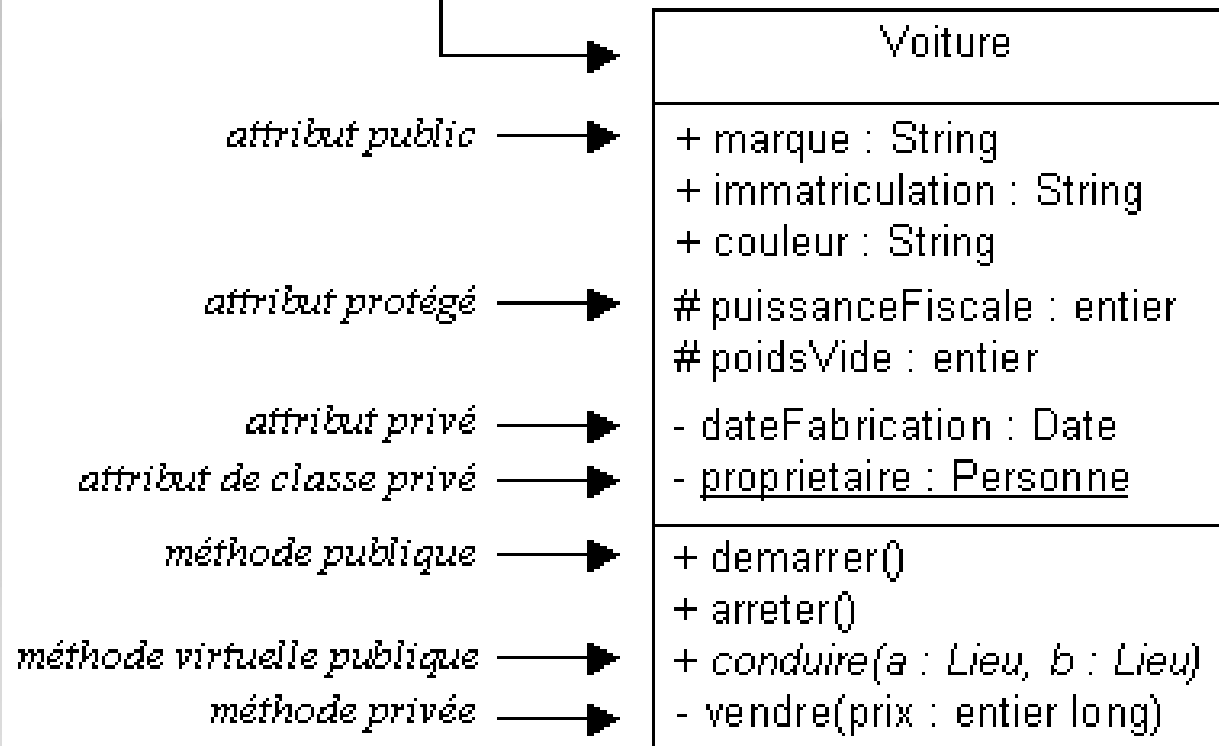 Voiture
attribut public
+ marque : String
+ immatriculation : String
+ couleur : String
attribut protégé
# puissanceFiscale : entier
# poidsVide : entier
attribut privé
- dateFabrication : Date
attribut de classe privé
- proprietaire : Personne
méthode publique
+ demarrer()
+ arreter()
méthode virtuelle publique
+ conduire(a : Lieu, b : Lieu)
méthode privée
- vendre(prix : entier long)